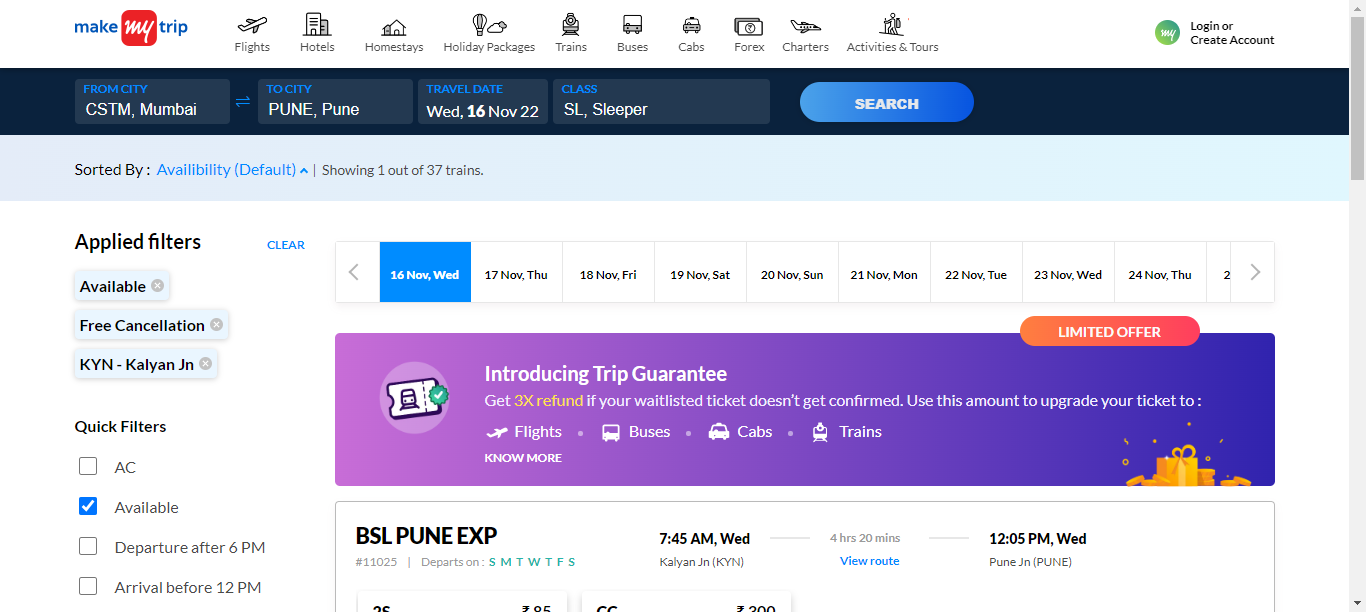 make my trip
Flights
Hotels
Homestays
Holiday Packages
Trains
Buses
Cabs
Forex
Charters
Activities & Tours
my
Login or
Create Account
FROM CITY
CSTM, Mumbai
TO CITY
PUNE, Pune
TRAVEL DATE
Wed, 16 Nov 22
CLASS
SL, Sleeper
SEARCH
Sorted By : Availibility (Default) | Showing 1 out of 37 trains.
Applied filters
CLEAR
Available
Free Cancellation
KYN - Kalyan Jn
Quick Filters
AC
Available
Departure after 6 PM
Arrival before 12 PM
16 Nov, Wed
17 Nov, Thu
18 Nov, Fri
19 Nov, Sat
20 Nov, Sun
21 Nov, Mon
22 Nov, Tue
23 Nov, Wed
24 Nov, Thu
2
LIMITED OFFER
Introducing Trip Guarantee
Get 3X refund if your waitlisted ticket doesn't get confirmed. Use this amount to upgrade your ticket to :
Flights • Buses • Cabs • Trains
KNOW MORE
BSL PUNE EXP
#11025 | Departs on : S M T W T F S
7:45 AM, Wed
Kalyan Jn (KYN)
4 hrs 20 mins
View route
12:05 PM, Wed
Pune Jn (PUNE)
2S ₹ 85
CC ₹ 300